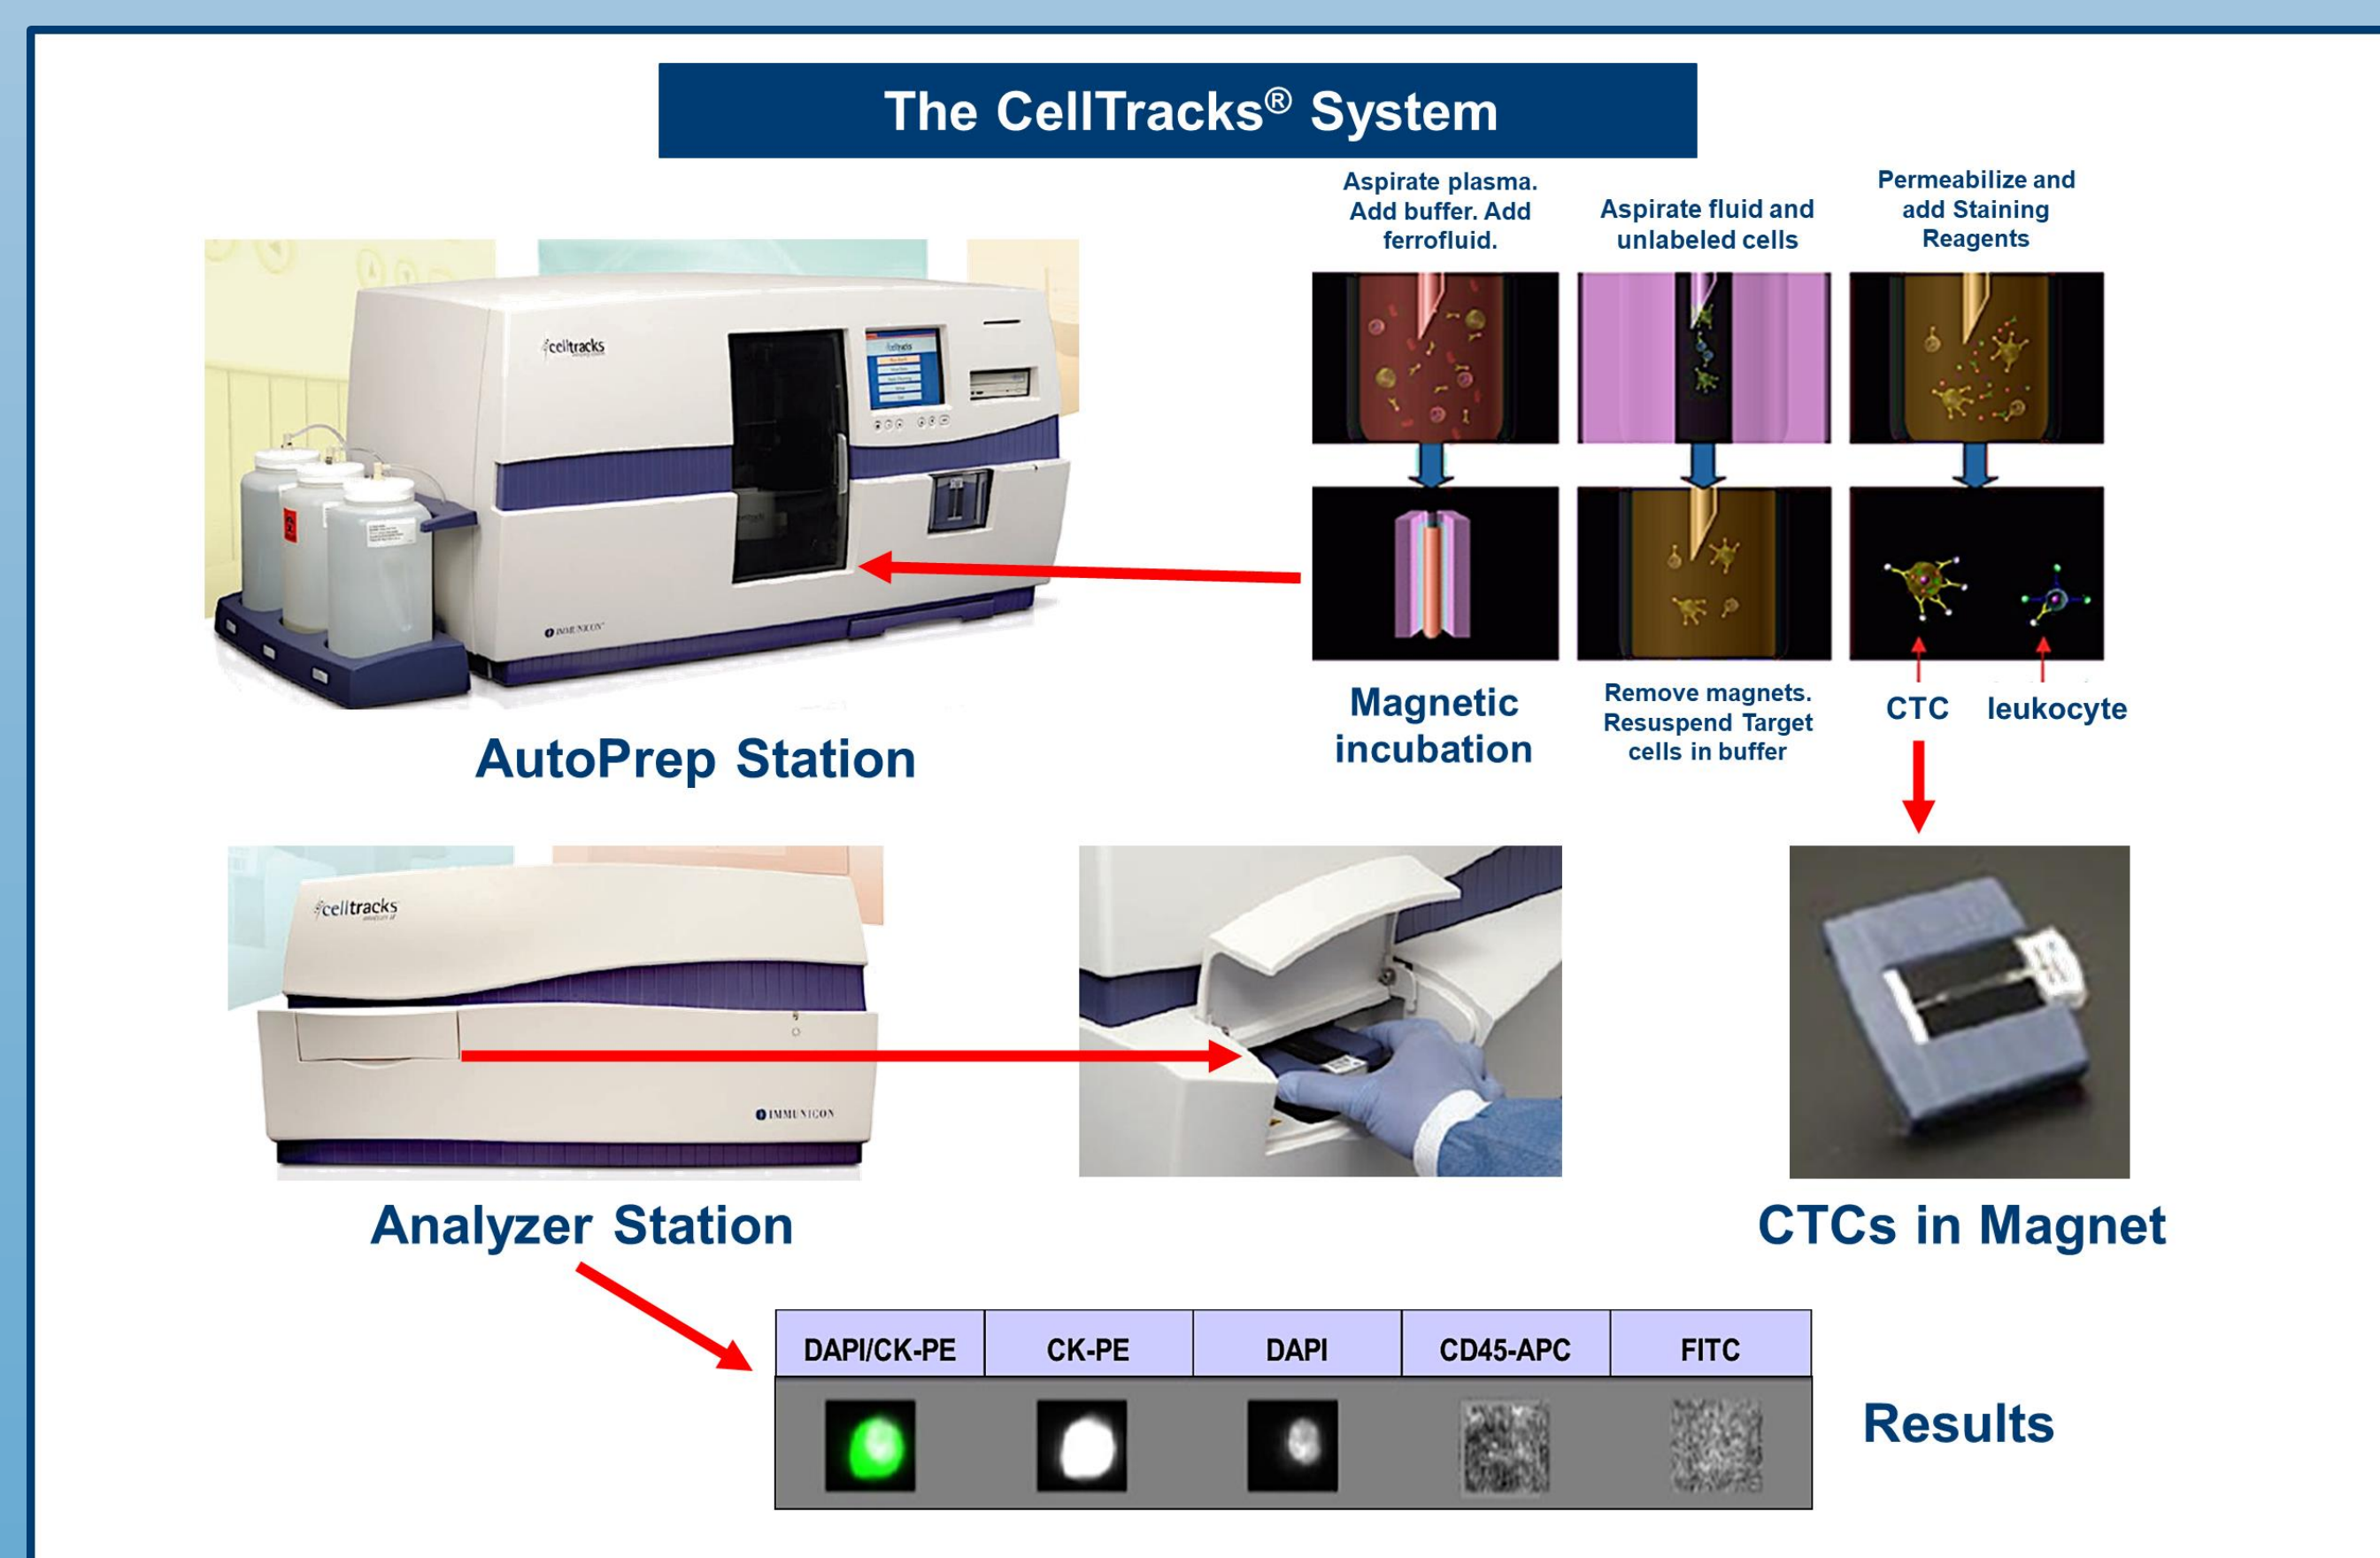 The CellTracks® System
Aspirate plasma.
Add buffer. Add
ferrofluid.
Aspirate fluid and
unlabeled cells
Permeabilize and
add Staining
Reagents
celltracks
celltracks
IMMUNICON
Magnetic
incubation
Remove magnets.
Resuspend Target
cells in buffer
CTC
leukocyte
AutoPrep Station
celltracks
IMMUNICON
Analyzer Station
CTCs in Magnet
DAPI/CK-PE
CK-PE
DAPI
CD45-APC
FITC
Results